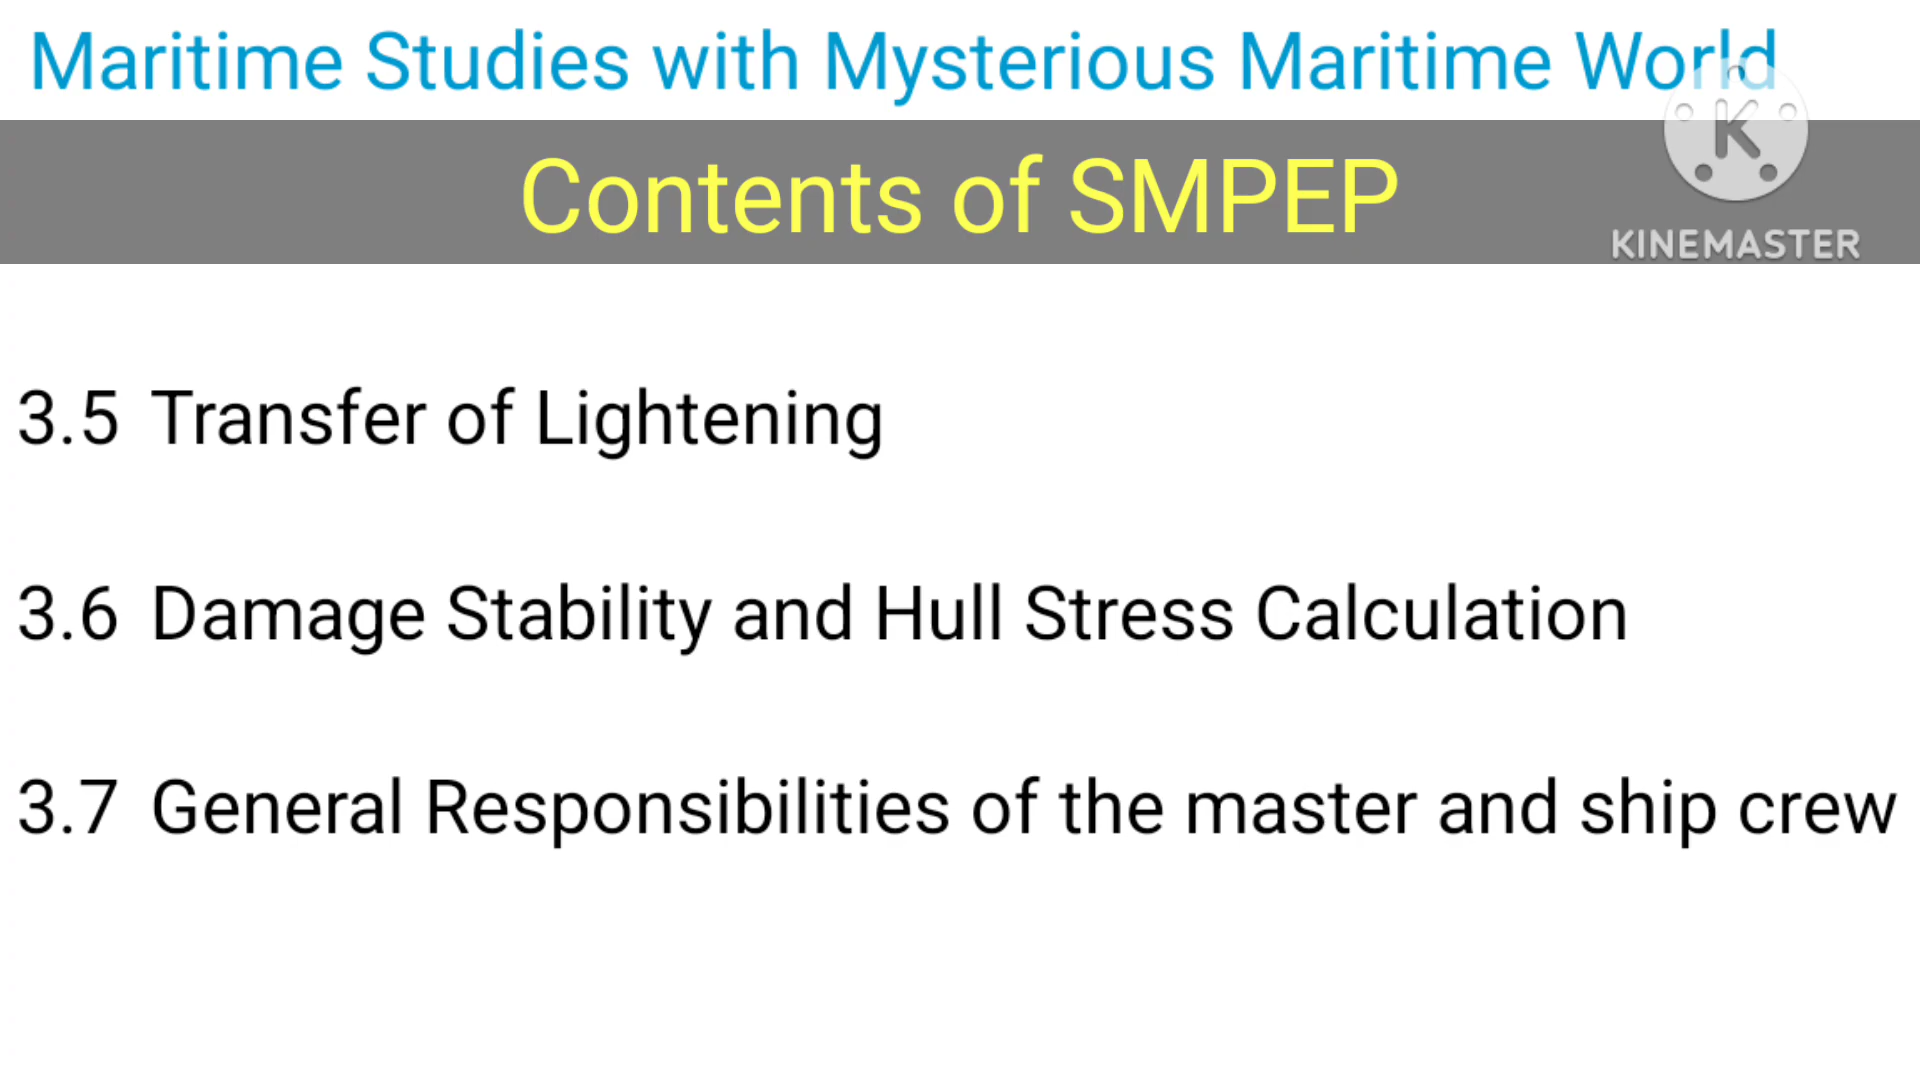 Maritime Studies with Mysterious Maritime World
Contents of SMPEP
K
KINEMASTER
3.5 Transfer of Lightening
3.6 Damage Stability and Hull Stress Calculation
3.7 General Responsibilities of the master and ship crew